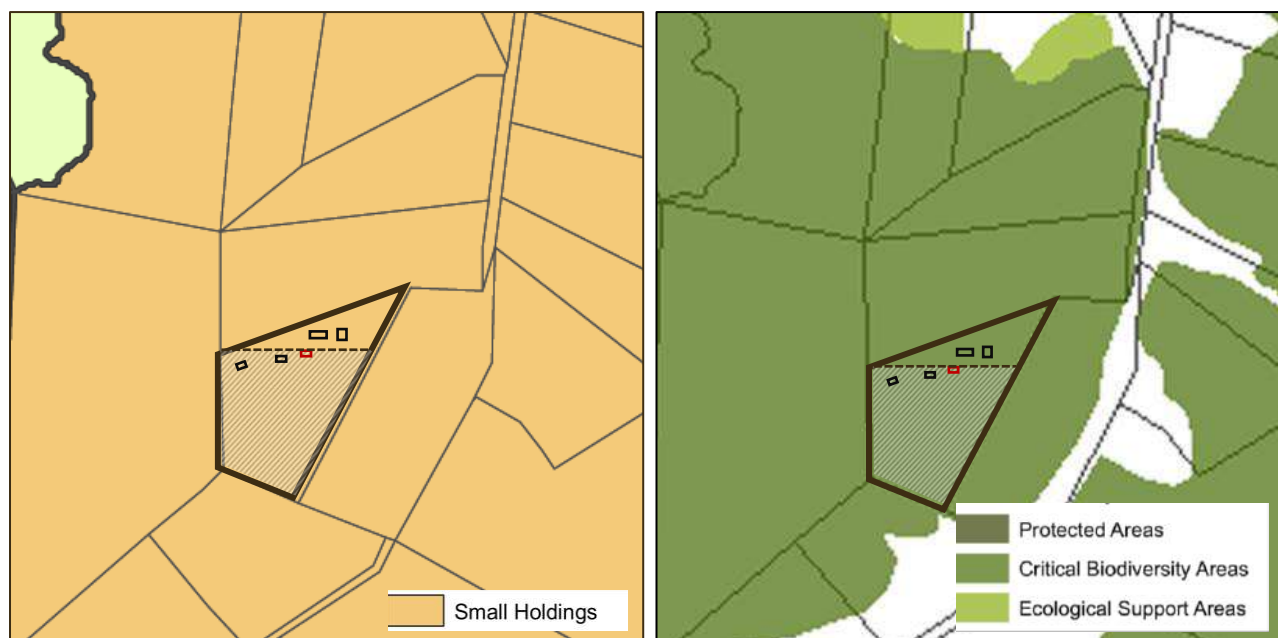 Small Holdings
Protected Areas
Critical Biodiversity Areas
Ecological Support Areas